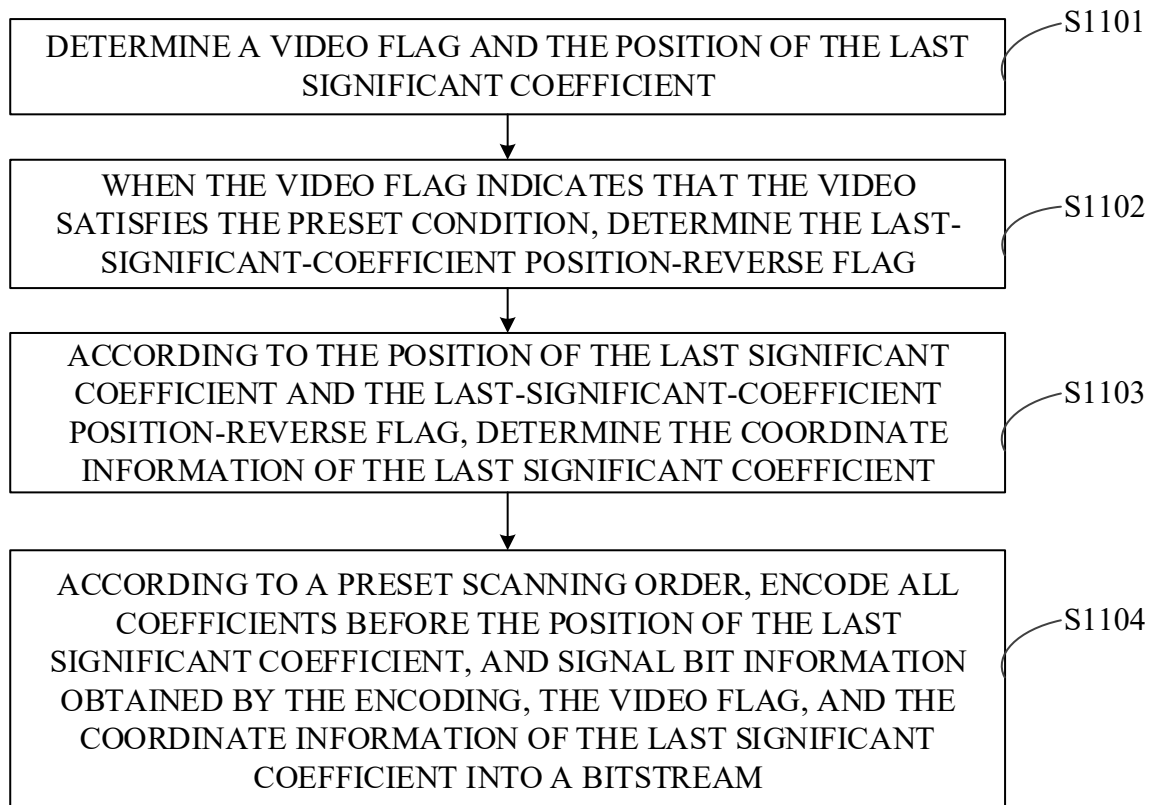 DETERMINE A VIDEO FLAG AND THE POSITION OF THE LAST
SIGNIFICANT COEFFICIENT
S1101
WHEN THE VIDEO FLAG INDICATES THAT THE VIDEO
SATISFIES THE PRESET CONDITION, DETERMINE THE LAST-
SIGNIFICANT-COEFFICIENT POSITION-REVERSE FLAG
S1102
ACCORDING TO THE POSITION OF THE LAST SIGNIFICANT
COEFFICIENT AND THE LAST-SIGNIFICANT-COEFFICIENT
POSITION-REVERSE FLAG, DETERMINE THE COORDINATE
INFORMATION OF THE LAST SIGNIFICANT COEFFICIENT
S1103
ACCORDING TO A PRESET SCANNING ORDER, ENCODE ALL
COEFFICIENTS BEFORE THE POSITION OF THE LAST
SIGNIFICANT COEFFICIENT, AND SIGNAL BIT INFORMATION
OBTAINED BY THE ENCODING, THE VIDEO FLAG, AND THE
COORDINATE INFORMATION OF THE LAST SIGNIFICANT
COEFFICIENT INTO A BITSTREAM
S1104